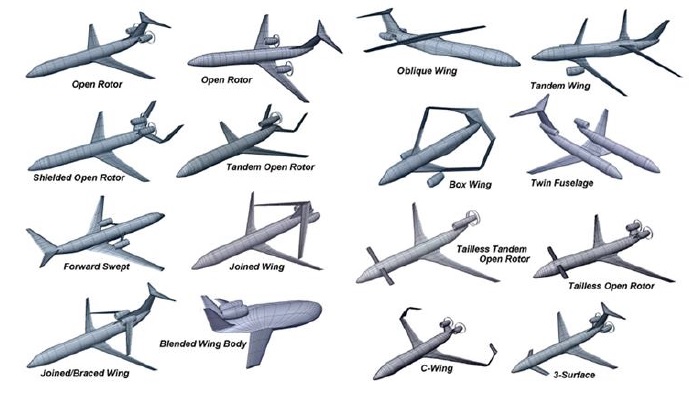 Open Rotor
Open Rotor
Oblique Wing
Tandem Wing
Shielded Open Rotor
Tandem Open Rotor
Box Wing
Twin Fuselage
Forward Swept
Joined Wing
Tailless Tandem
Open Rotor
Tailless Open Rotor
Joined/Braced Wing
Blended Wing Body
C-Wing
3-Surface